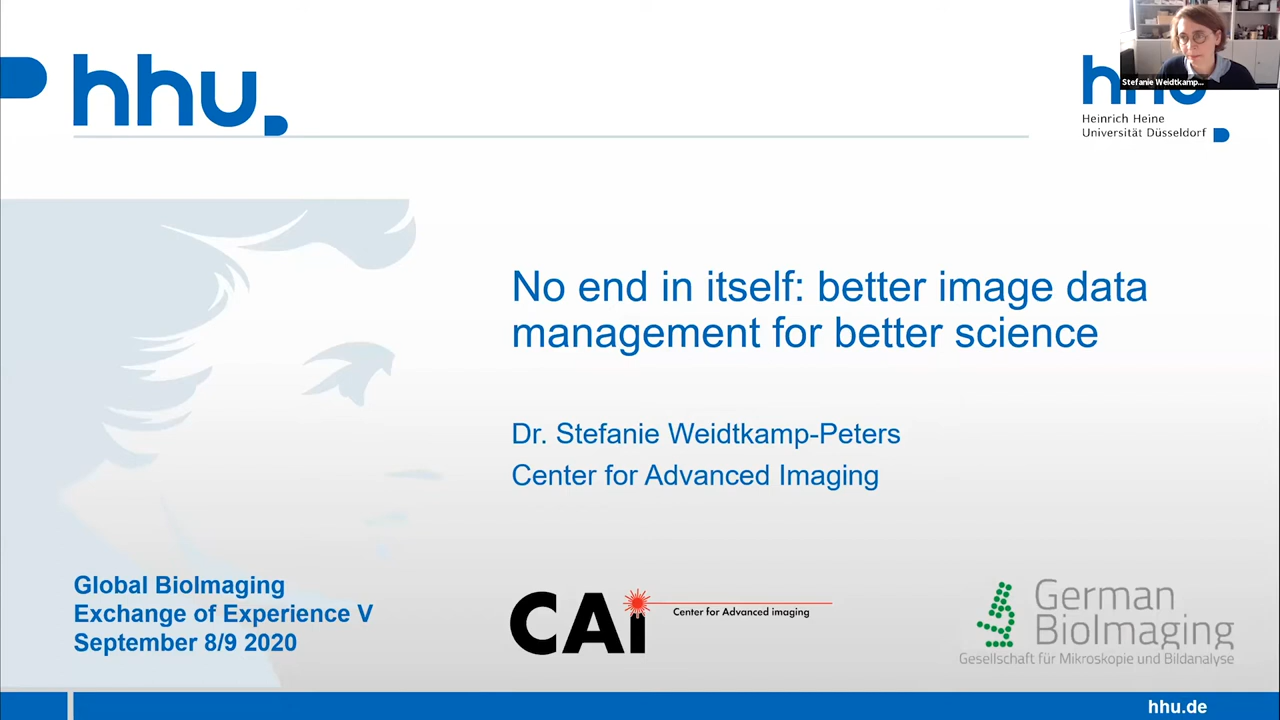 hhu.
Stefanie Weidtkamp...
Heinrich Heine
Universität Düsseldorf
No end in itself: better image data
management for better science
Dr. Stefanie Weidtkamp-Peters
Center for Advanced Imaging
Global BioImaging
Exchange of Experience V
September 8/9 2020
CAi
Center for Advanced imaging
German
BioImaging
Gesellschaft für Mikroskopie und Bildanalyse
hhu.de